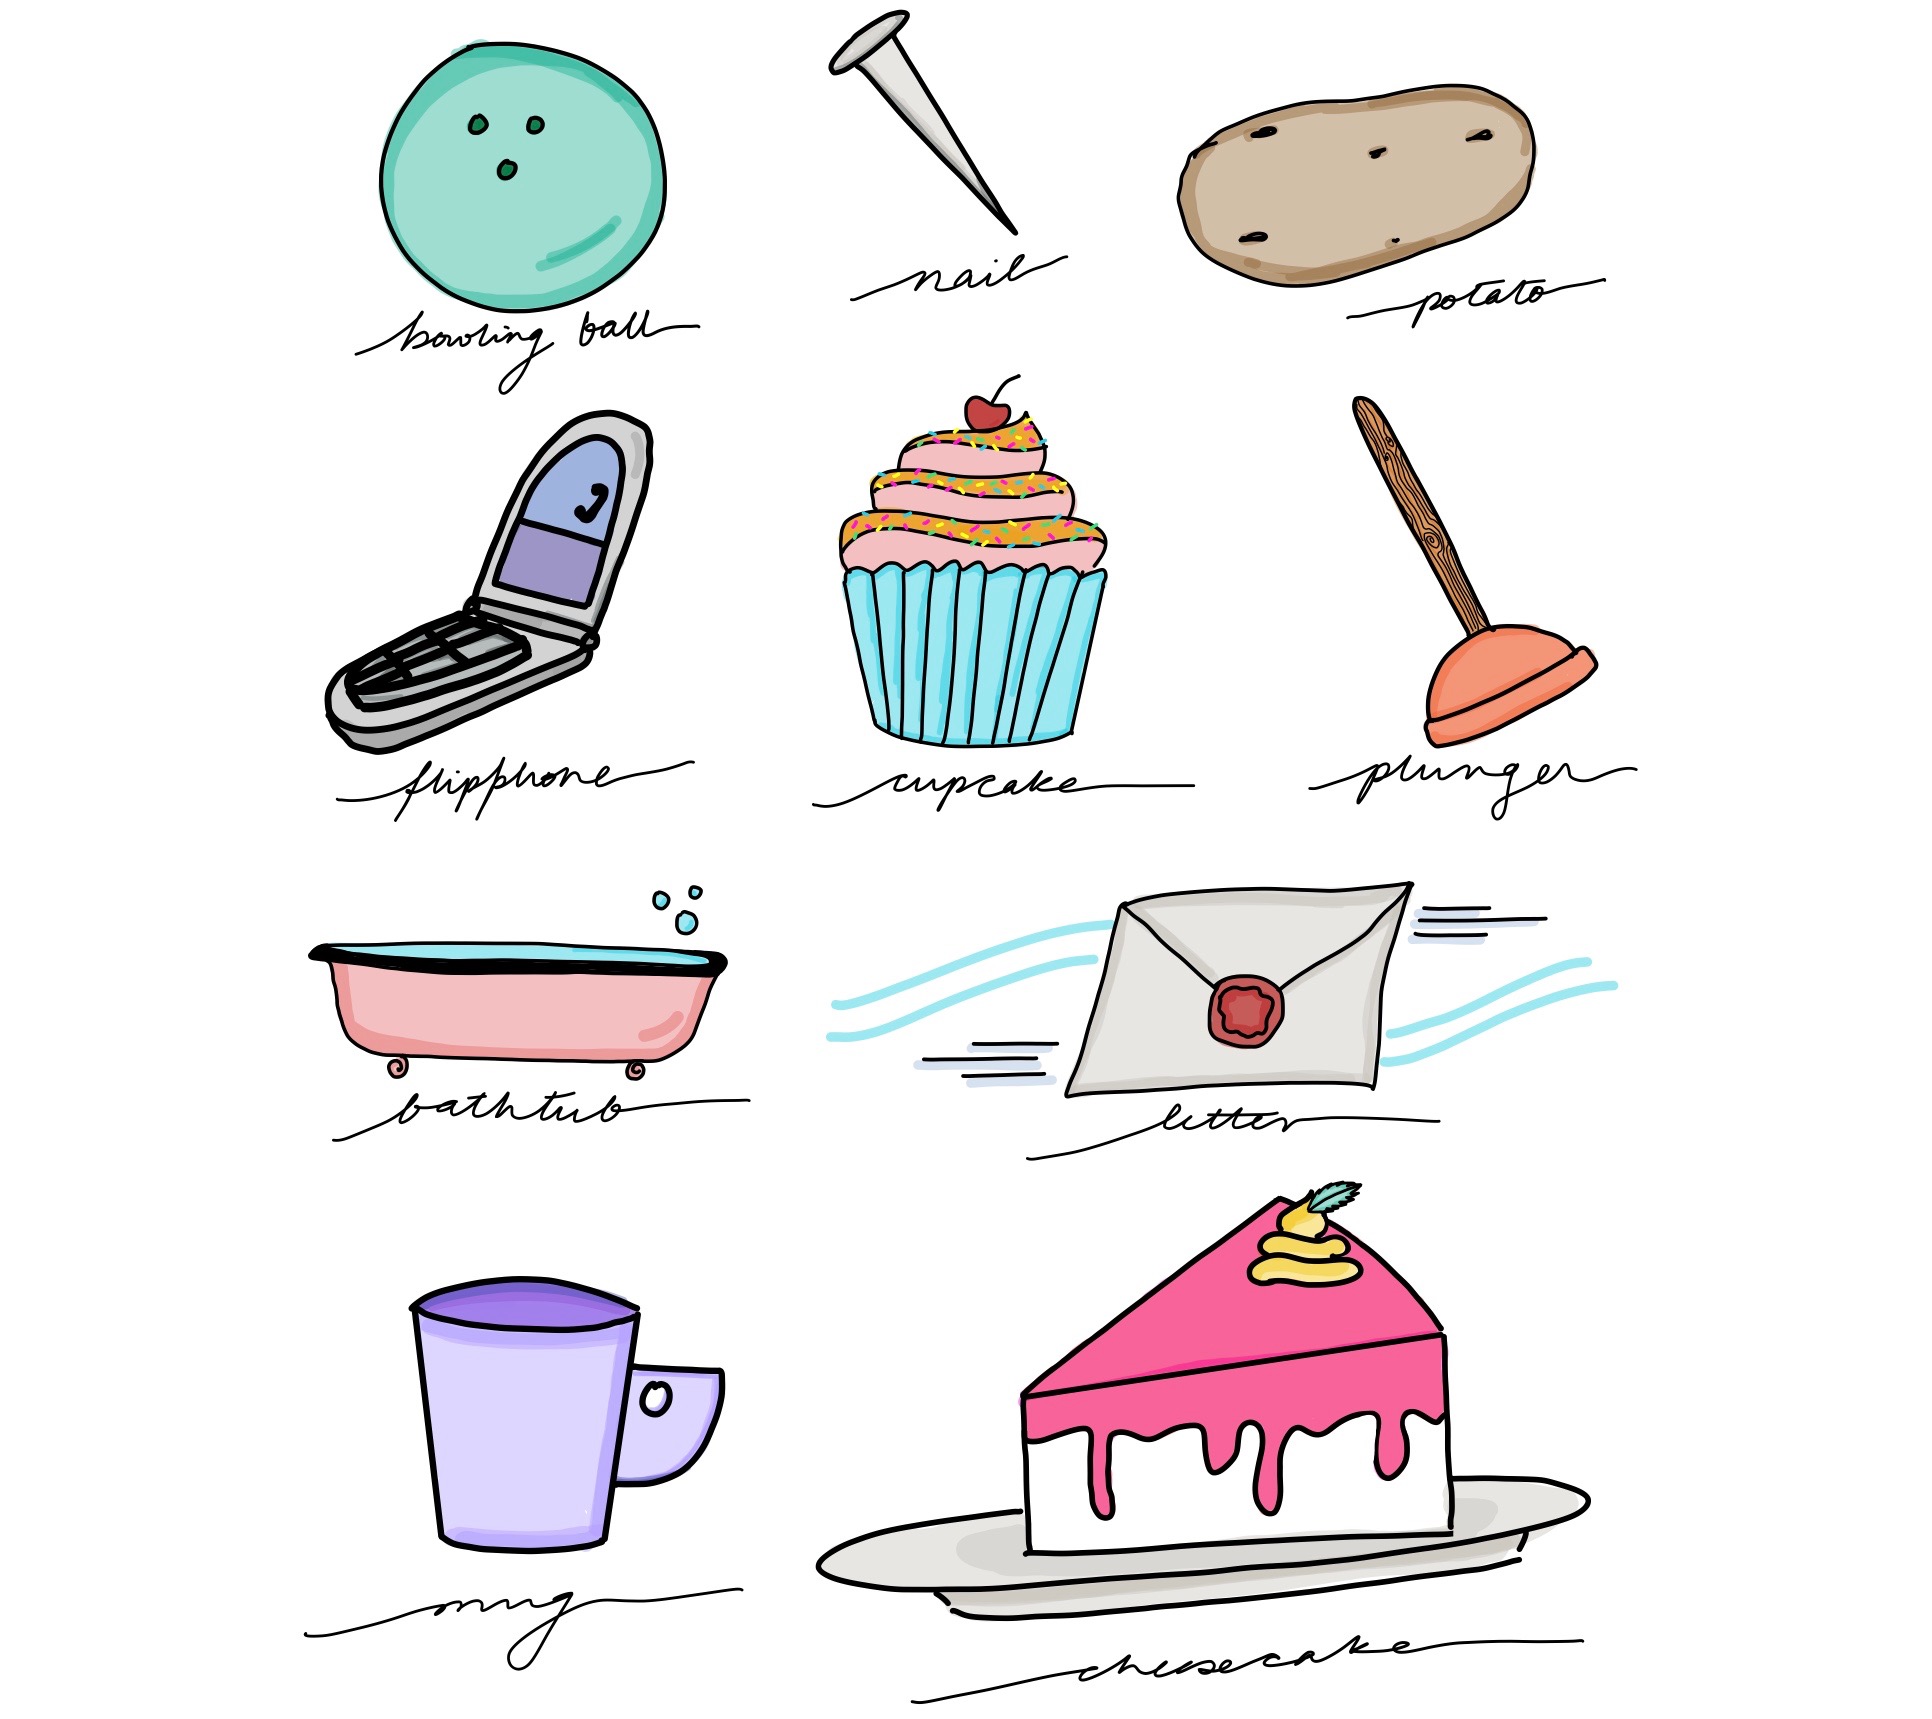 bowling ball
nail
potato
flipphone
cupcake
plunger
bathtub
letter
mug
cheesecake